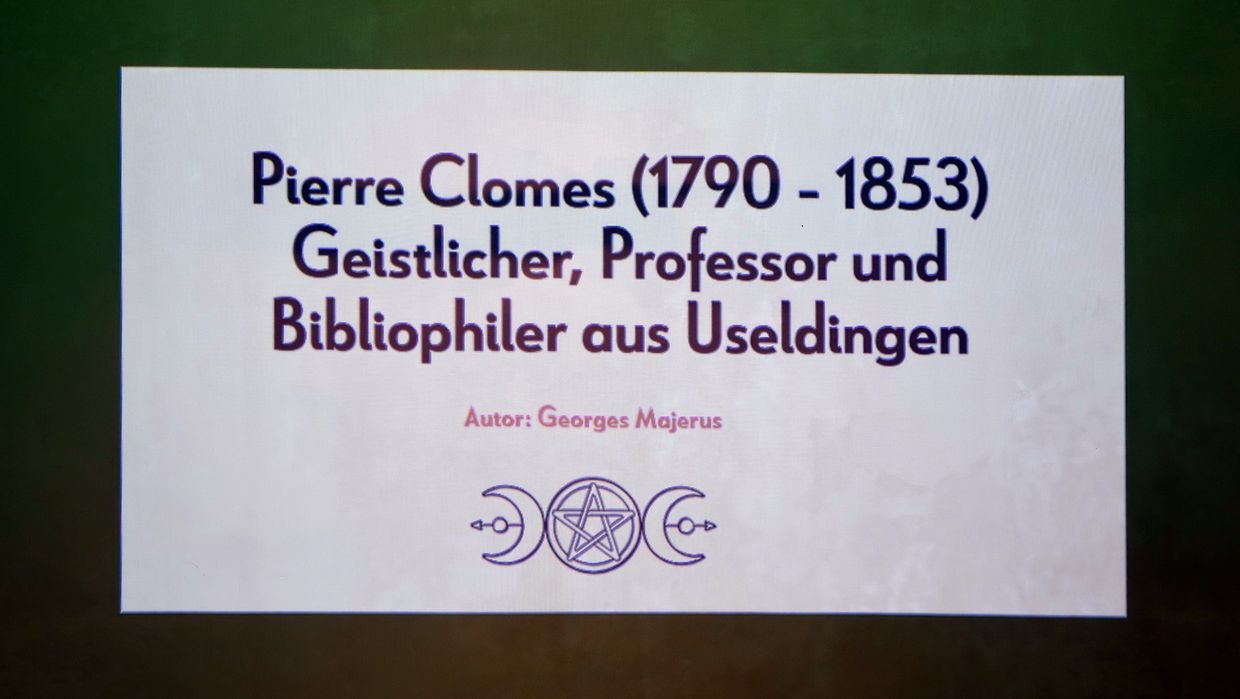 Pierre Clomes (1790 - 1853)
Geistlicher, Professor und
Bibliophiler aus Useldingen
Autor: Georges Majerus